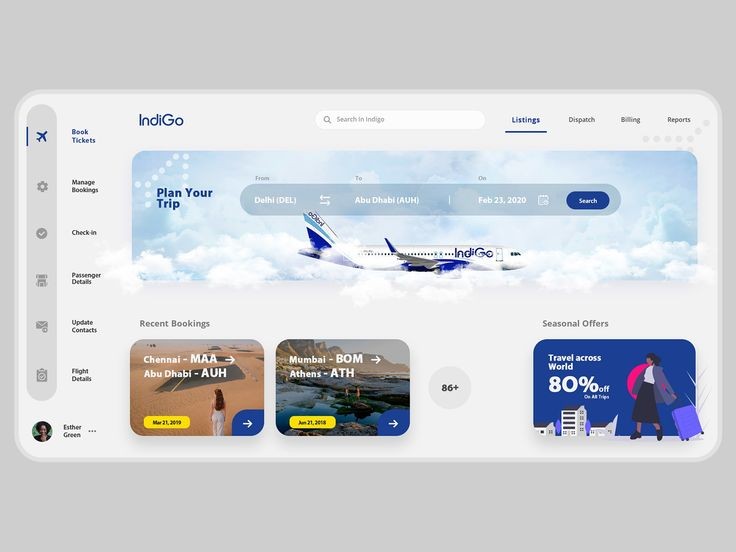 Book
Tickets
Manage
Bookings
Check-in
Passenger
Details
Update
Contacts
Flight
Details
Esther
Green
IndiGo
Search in Indigo
Listings
Dispatch
Billing
Reports
Plan Your
Trip
From
To
On
Delhi (DEL)
Abu Dhabi (AUH)
Feb 23, 2020
Search
IndiGo
Recent Bookings
Chennai - MAA
Abu Dhabi - AUH
Mar 21, 2019
Mumbai - BOM
Athens - ATH
Jun 21, 2018
86+
Seasonal Offers
Travel across
World
80%off
On All Trips